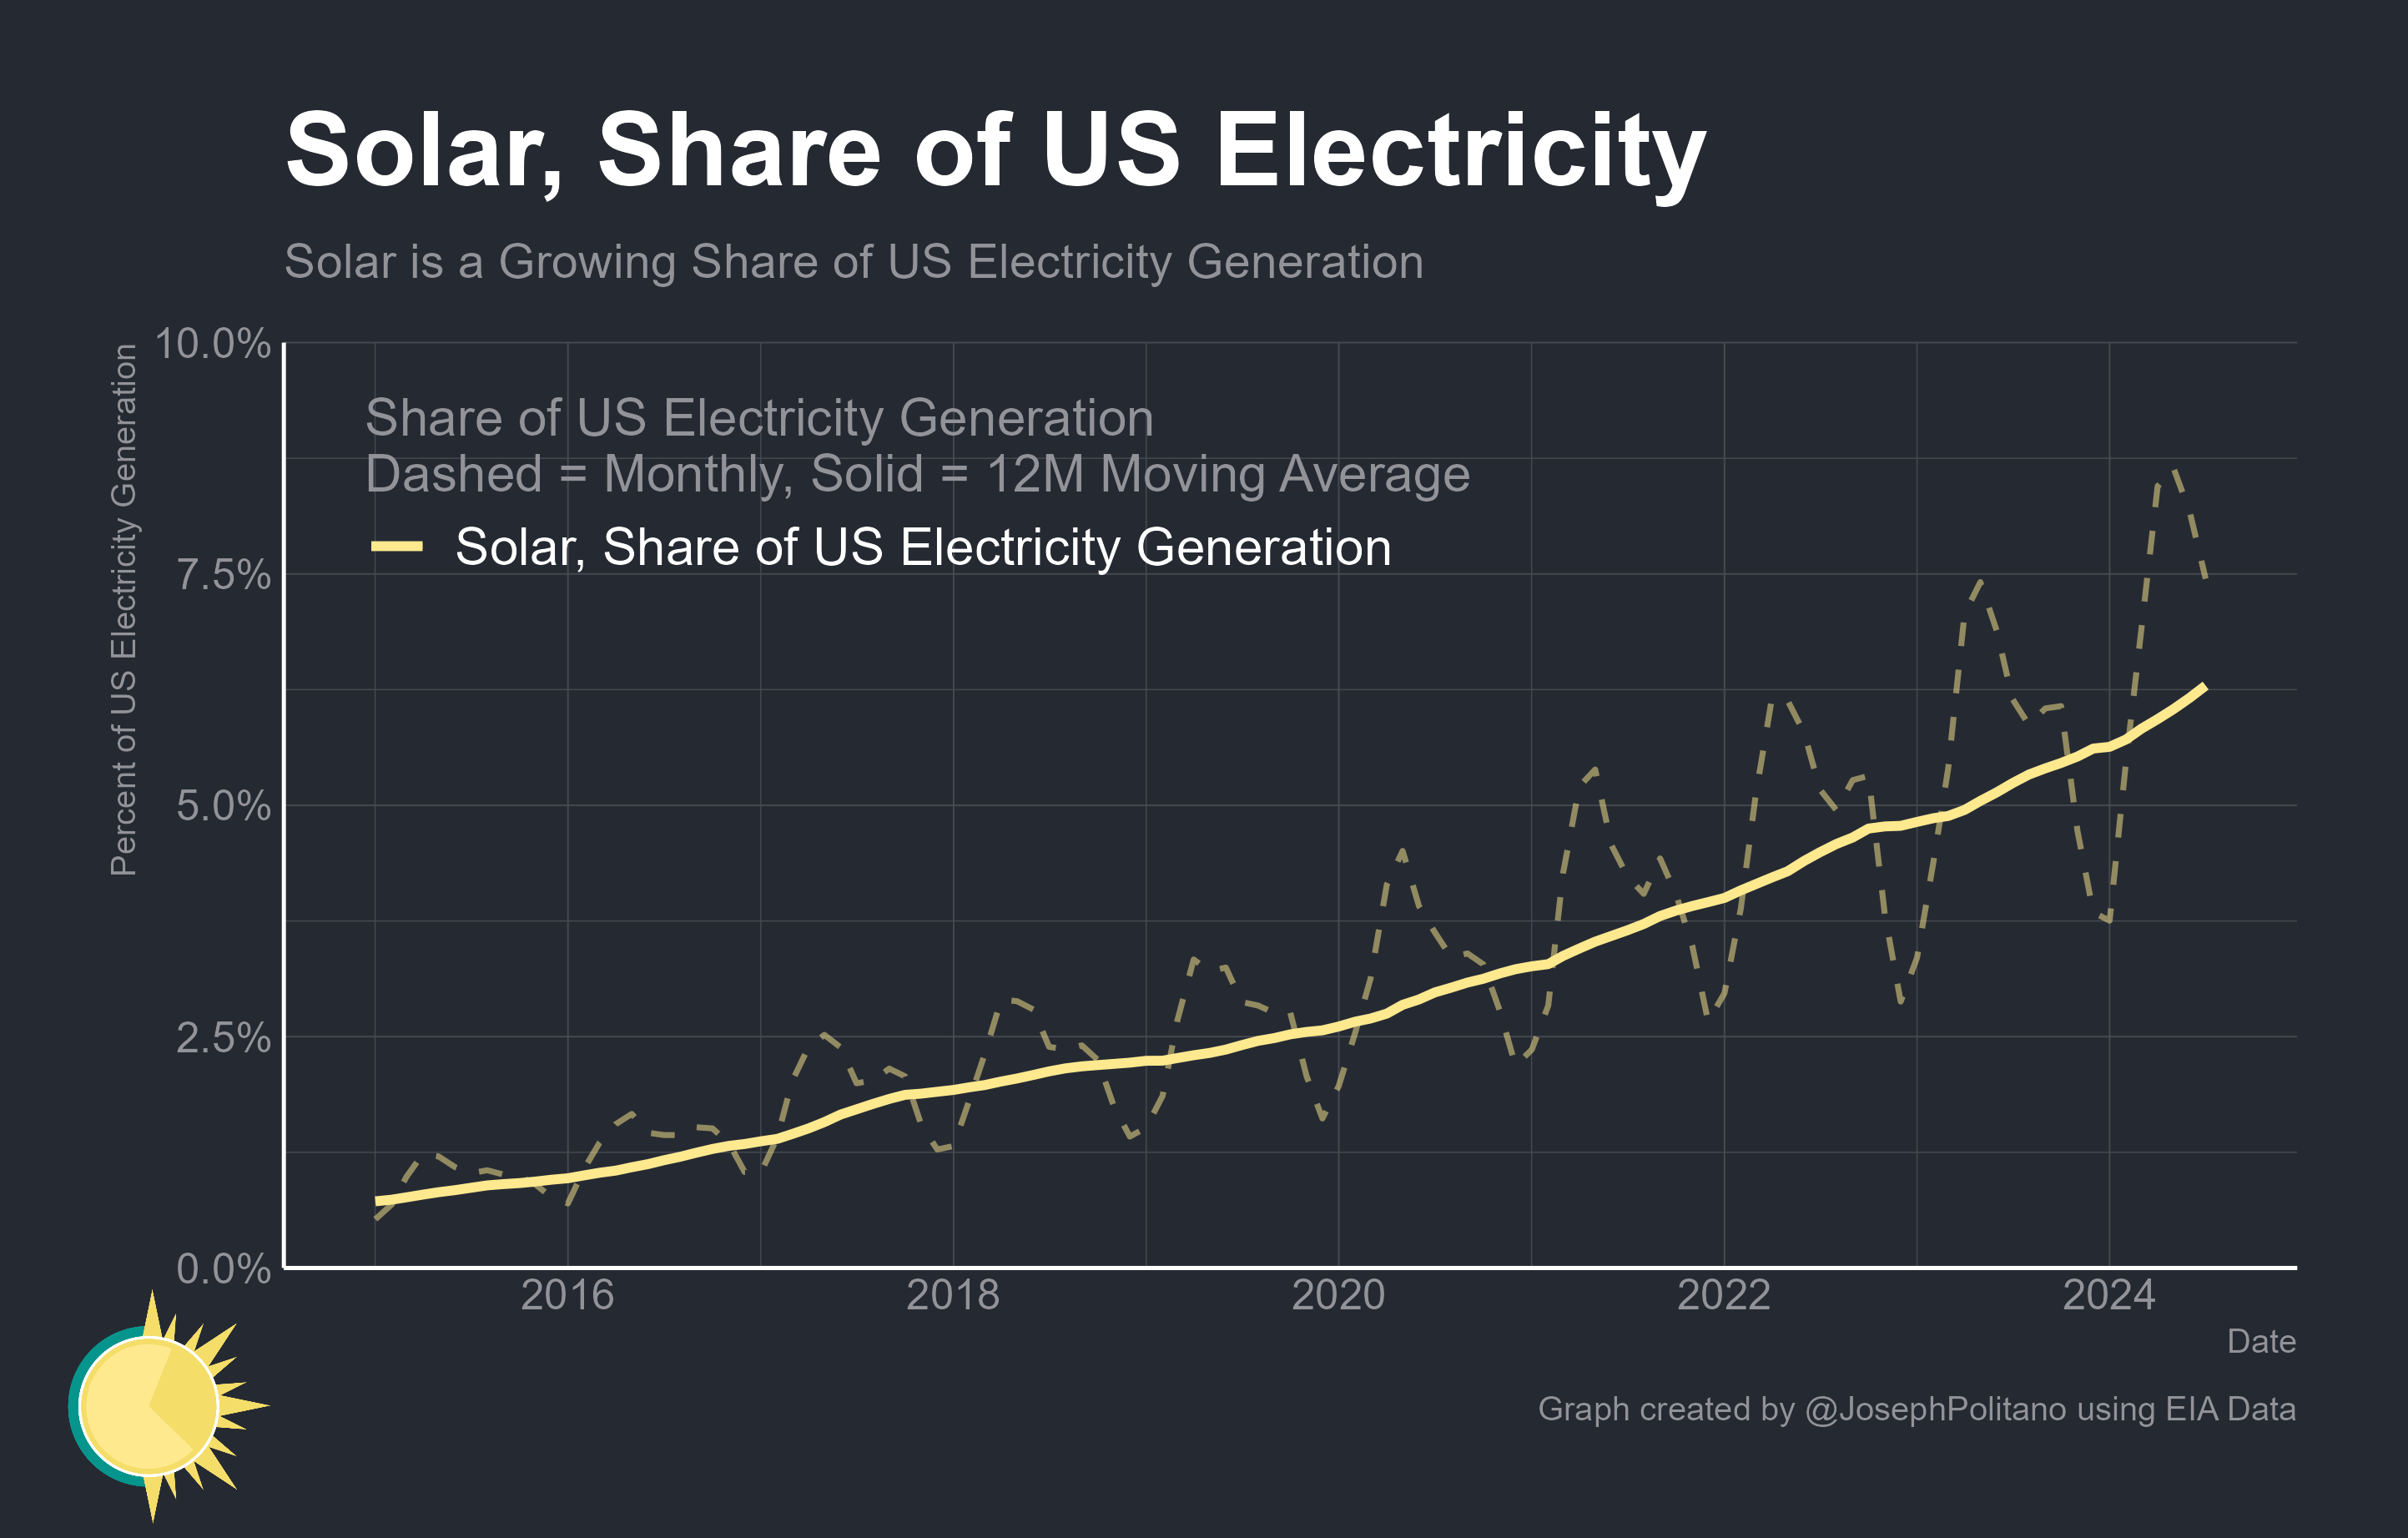 Solar, Share of US Electricity
Solar is a Growing Share of US Electricity Generation
Percent of US Electricity Generation
10.0%
7.5%
5.0%
2.5%
0.0%
Share of US Electricity Generation
Dashed = Monthly, Solid = 12M Moving Average
Solar, Share of US Electricity Generation
2016
2018
2020
2022
2024
Date
Graph created by @JosephPolitano using EIA Data